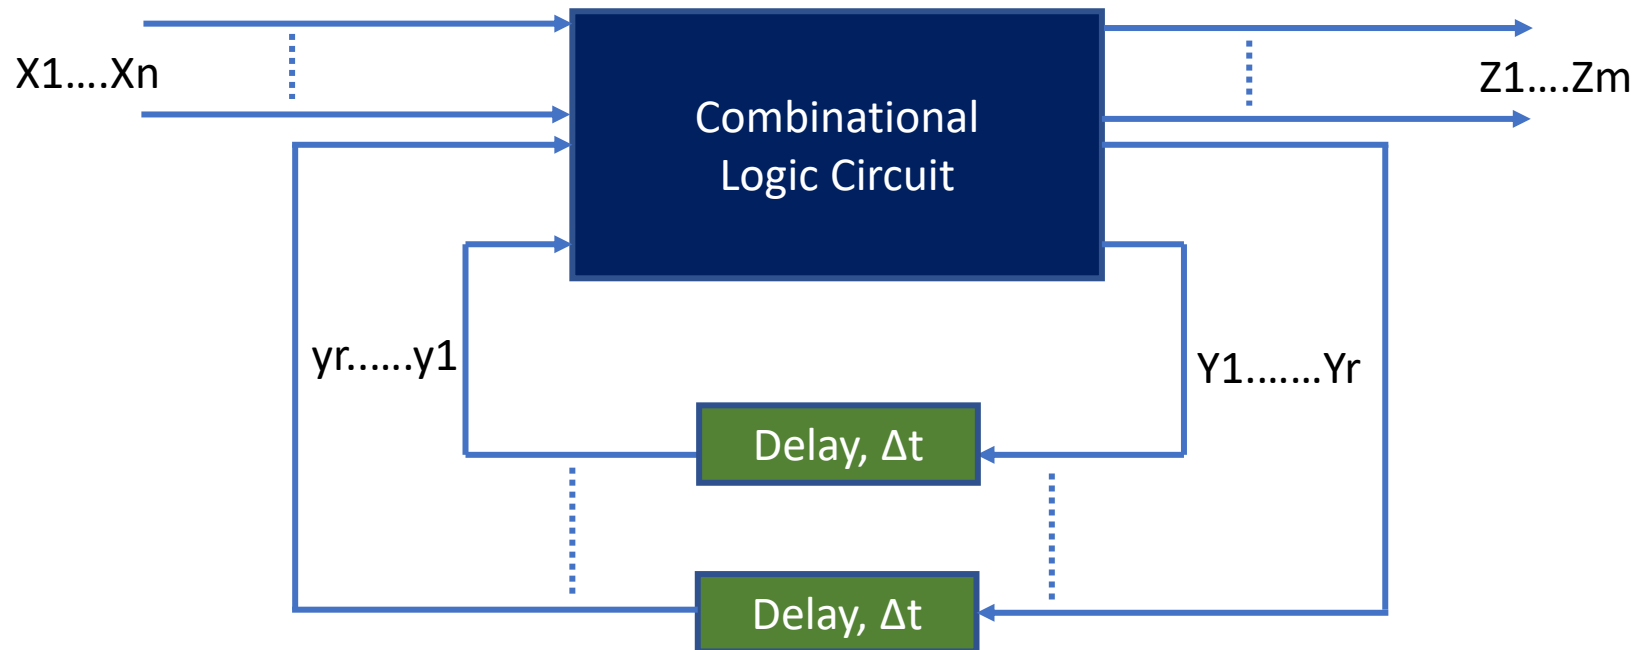 X1....Xn
Combinational
Logic Circuit
Z1....Zm
yr......y1
Y1.......Yr
Delay, Δt
Delay, Δt